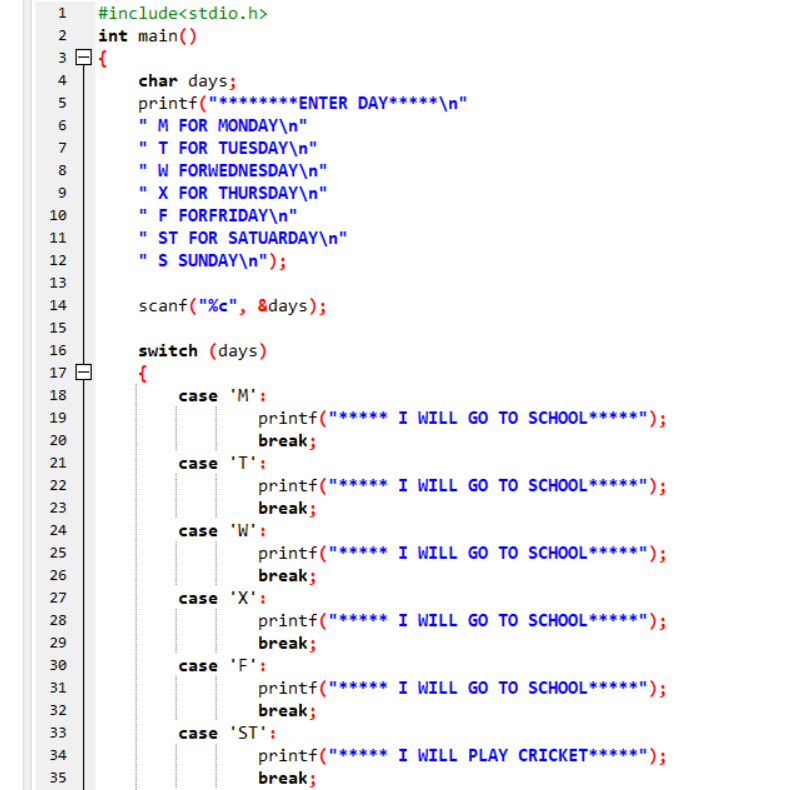 1 #include<stdio.h>
2 int main()
3 {
4 char days;
5 printf("********ENTER DAY*****\n"
6 " M FOR MONDAY\n"
7 " T FOR TUESDAY\n"
8 " W FORWEDNESDAY\n"
9 " X FOR THURSDAY\n"
10 " F FORFRIDAY\n"
11 " ST FOR SATUARDAY\n"
12 " S SUNDAY\n");
13
14 scanf("%c", &days);
15
16 switch (days)
17 {
18 case 'M':
19 printf("***** I WILL GO TO SCHOOL*****");
20 break;
21 case 'T':
22 printf("***** I WILL GO TO SCHOOL*****");
23 break;
24 case 'W':
25 printf("***** I WILL GO TO SCHOOL*****");
26 break;
27 case 'X':
28 printf("***** I WILL GO TO SCHOOL*****");
29 break;
30 case 'F':
31 printf("***** I WILL GO TO SCHOOL*****");
32 break;
33 case 'ST':
34 printf("***** I WILL PLAY CRICKET*****");
35 break;